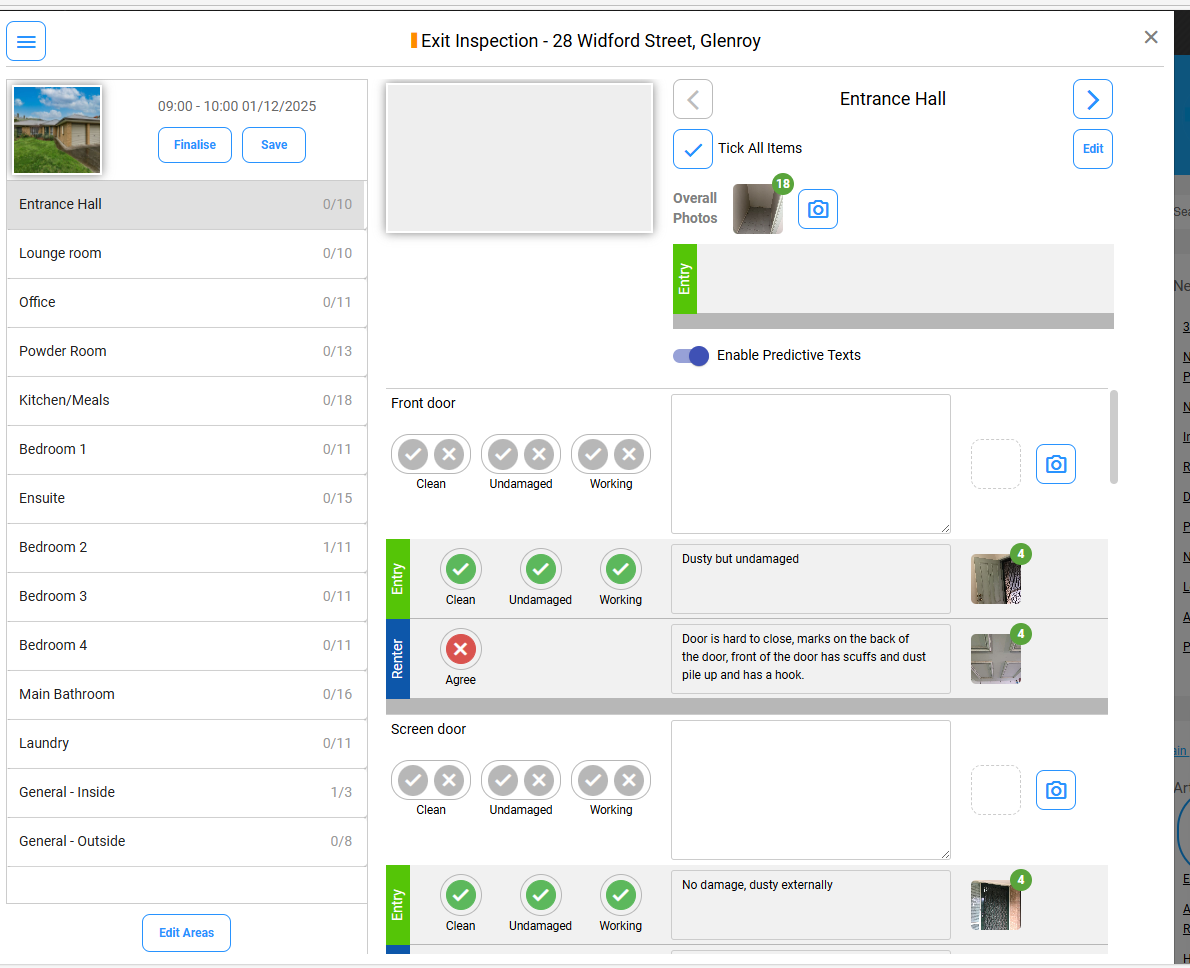 Exit Inspection - 28 Widford Street, Glenroy
09:00 - 10:00 01/12/2025
Finalise
Save
Entrance Hall 0/10
Lounge room 0/10
Office 0/11
Powder Room 0/13
Kitchen/Meals 0/18
Bedroom 1 0/11
Ensuite 0/15
Bedroom 2 1/11
Bedroom 3 0/11
Bedroom 4 0/11
Main Bathroom 0/16
Laundry 0/11
General - Inside 1/3
General - Outside 0/8
Edit Areas
Entrance Hall
Tick All Items
Edit
Overall
Photos
18
Entry
Enable Predictive Texts
Front door
Clean Undamaged Working
Entry
Clean Undamaged Working
Dusty but undamaged
4
Renter
Agree
Door is hard to close, marks on the back of
the door, front of the door has scuffs and dust
pile up and has a hook.
4
Screen door
Clean Undamaged Working
Entry
Clean Undamaged Working
No damage, dusty externally
4